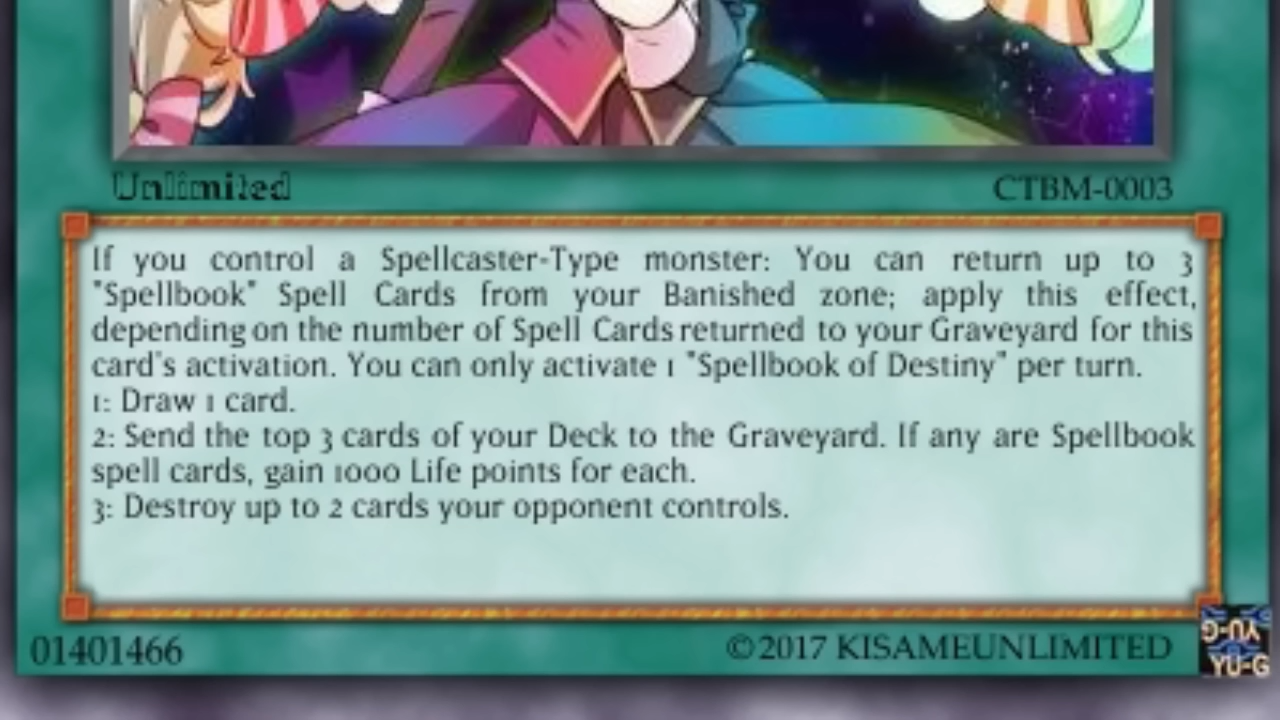 Unlimited
CTBM-0003
If you control a Spellcaster-Type monster: You can return up to 3
"Spellbook" Spell Cards from your Banished zone; apply this effect,
depending on the number of Spell Cards returned to your Graveyard for this
card's activation. You can only activate 1 "Spellbook of Destiny" per turn.
1: Draw 1 card.
2: Send the top 3 cards of your Deck to the Graveyard. If any are Spellbook
spell cards, gain 1000 Life points for each.
3: Destroy up to 2 cards your opponent controls.
01401466
©2017 KISAMEUNLIMITED
YU-G
YU-G